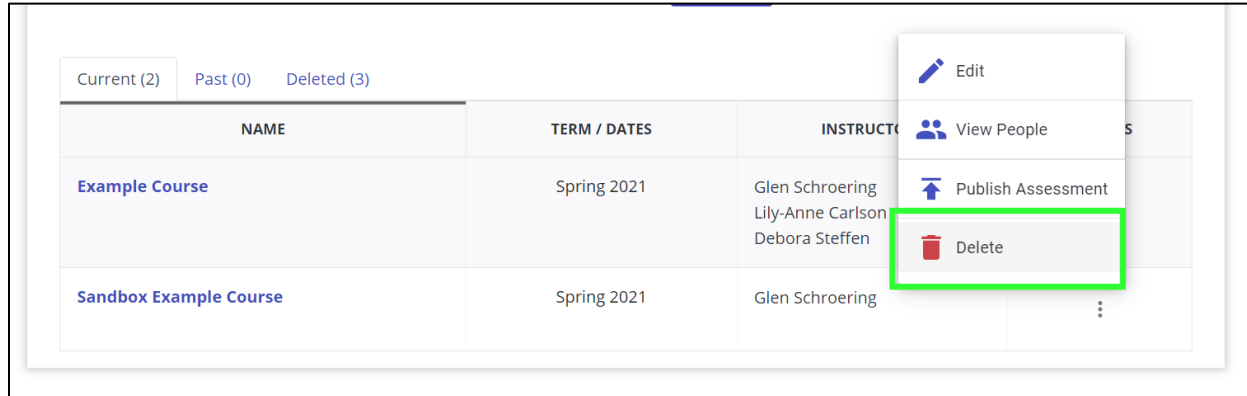 Current (2) Past (0) Deleted (3)
NAME TERM / DATES INSTRUCTO S
Example Course Spring 2021 Glen Schroering
Lily-Anne Carlson
Debora Steffen
Sandbox Example Course Spring 2021 Glen Schroering
Edit
View People
Publish Assessment
Delete